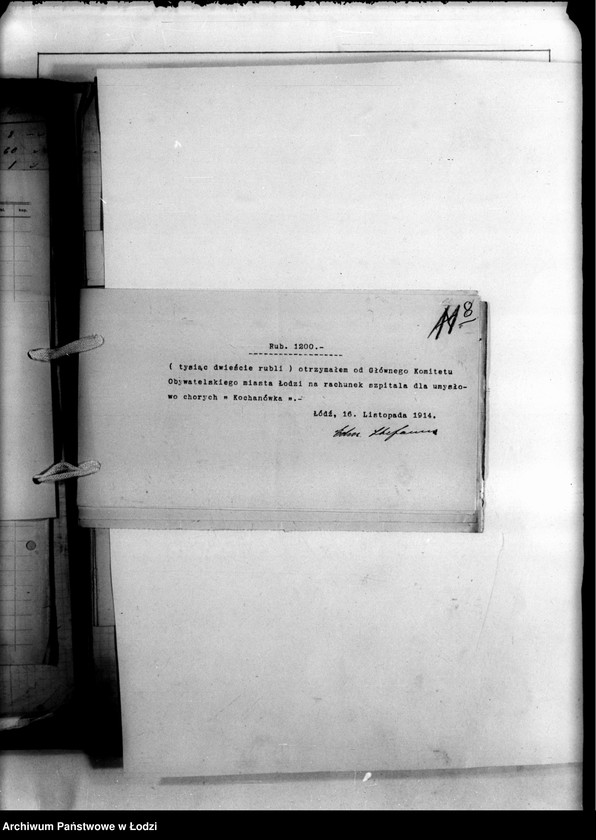 118
Rub. 1200.-
( tysiąc dwieście rubli ) otrzymałem od Głównego Komitetu
Obywatelskiego miasta Łodzi na rachunek szpitala dla umysło-
wo chorych " Kochanówka ".-
Łódź, 16. Listopada 1914.
Archiwum Państwowe w Łodzi